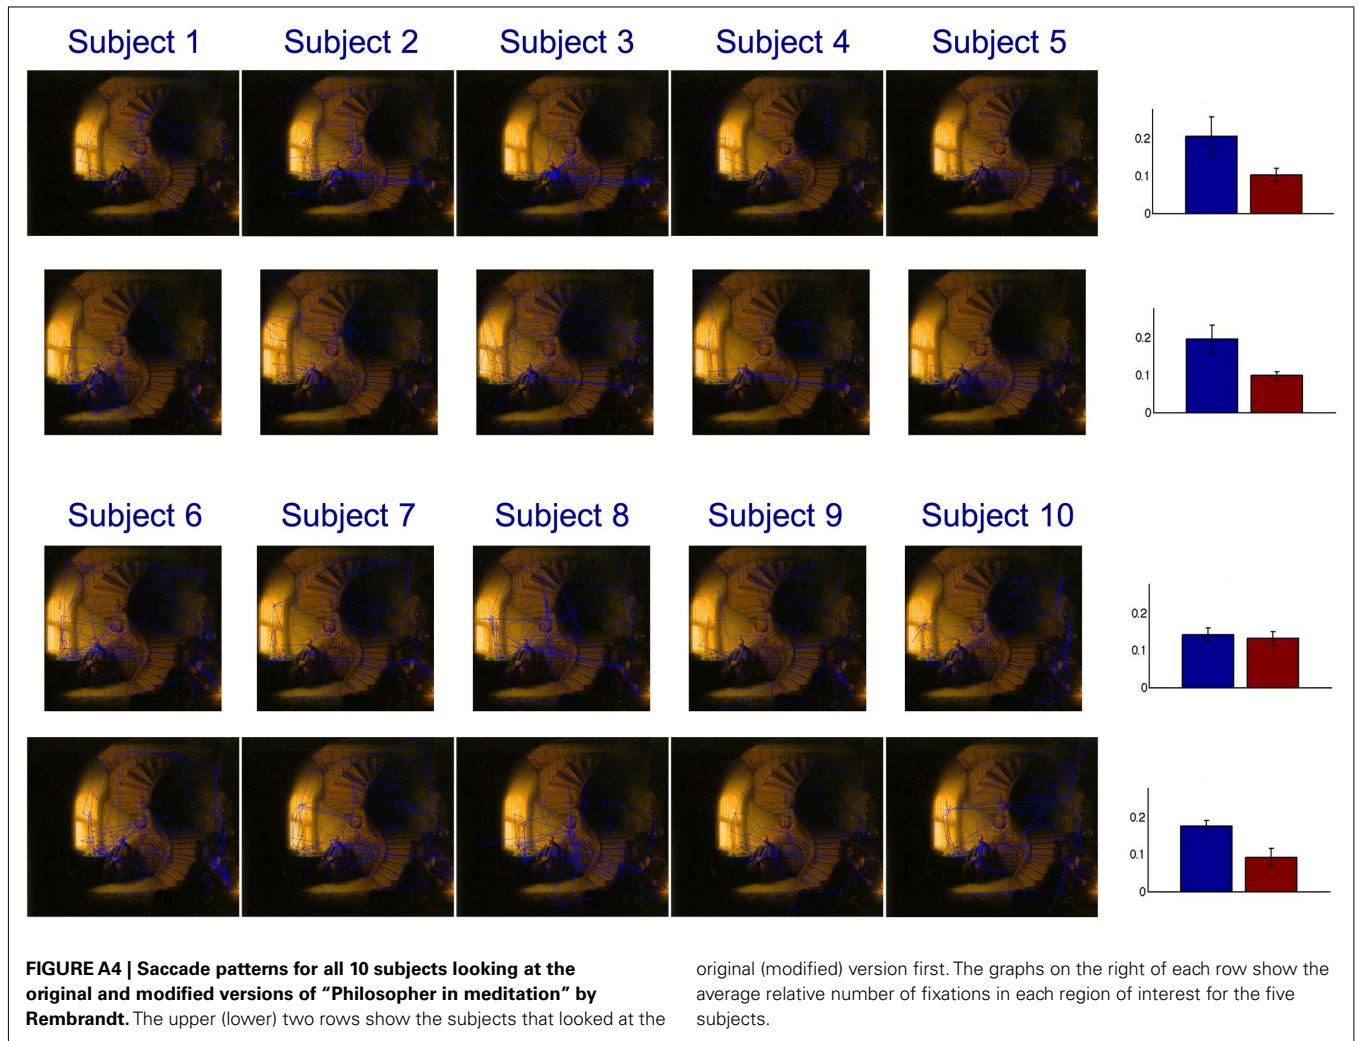 Subject 1 Subject 2 Subject 3 Subject 4 Subject 5
0.2
0.1
0
0.2
0.1
0
Subject 6 Subject 7 Subject 8 Subject 9 Subject 10
0.2
0.1
0
0.2
0.1
0
FIGURE A4 | Saccade patterns for all 10 subjects looking at the
original and modified versions of “Philosopher in meditation” by
Rembrandt. The upper (lower) two rows show the subjects that looked at the
original (modified) version first. The graphs on the right of each row show the
average relative number of fixations in each region of interest for the five
subjects.